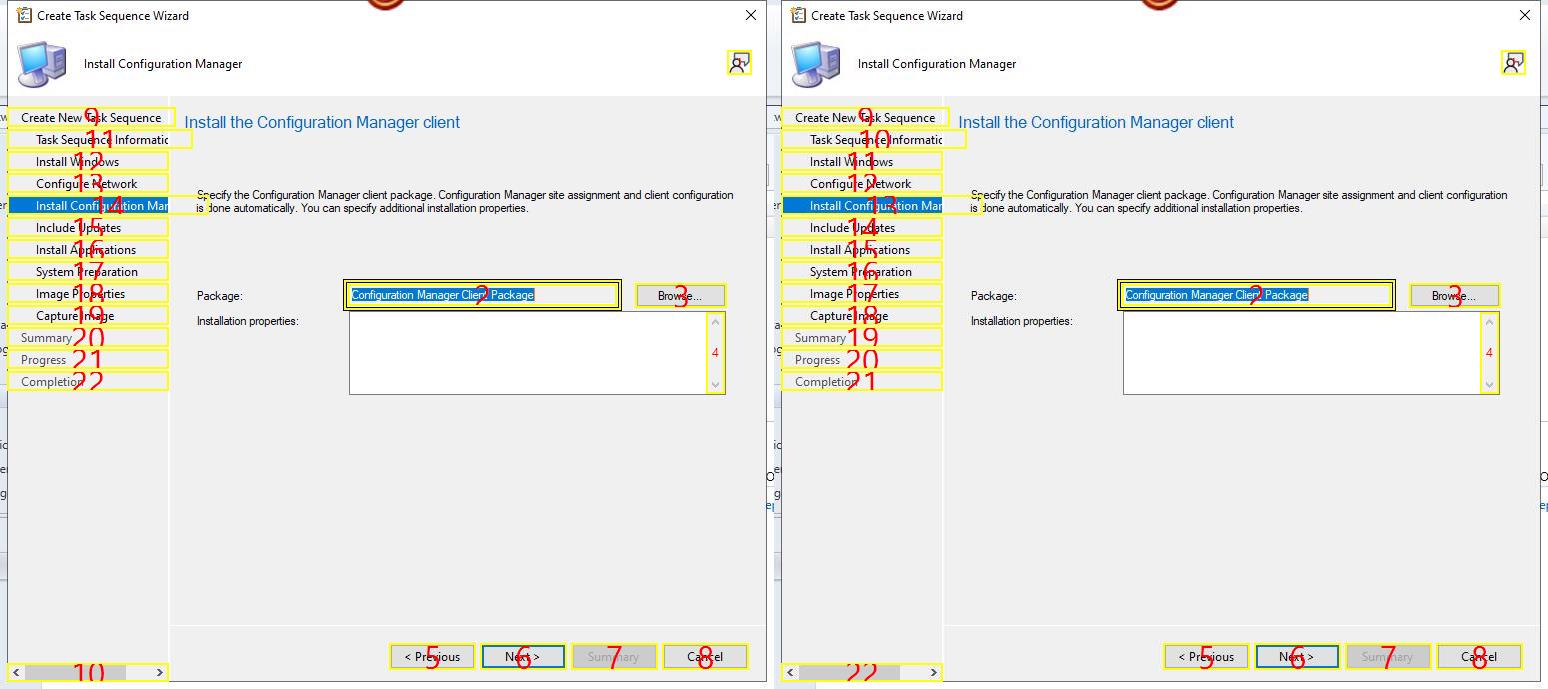 Create Task Sequence Wizard
Install Configuration Manager
9 Create New Task Sequence
11 Task Sequence Informatic
12 Install Windows
13 Configure Network
14 Install Configuration Mar
15 Include Updates
16 Install Applications
17 System Preparation
18 Image Properties
19 Capture Image
20 Summary
21 Progress
22 Completion
10
Install the Configuration Manager client
Specify the Configuration Manager client package. Configuration Manager site assignment and client configuration
is done automatically. You can specify additional installation properties.
Package: Configuration Manager Client Package 2 Browse... 3
Installation properties: 4
< Previous 5 Next > 6 Summary 7 Cancel 8
Create Task Sequence Wizard
Install Configuration Manager
9 Create New Task Sequence
10 Task Sequence Informatic
11 Install Windows
12 Configure Network
13 Install Configuration Mar
14 Include Updates
15 Install Applications
16 System Preparation
17 Image Properties
18 Capture Image
19 Summary
20 Progress
21 Completion
22
Install the Configuration Manager client
Specify the Configuration Manager client package. Configuration Manager site assignment and client configuration
is done automatically. You can specify additional installation properties.
Package: Configuration Manager Client Package 2 Browse... 3
Installation properties: 4
< Previous 5 Next > 6 Summary 7 Cancel 8